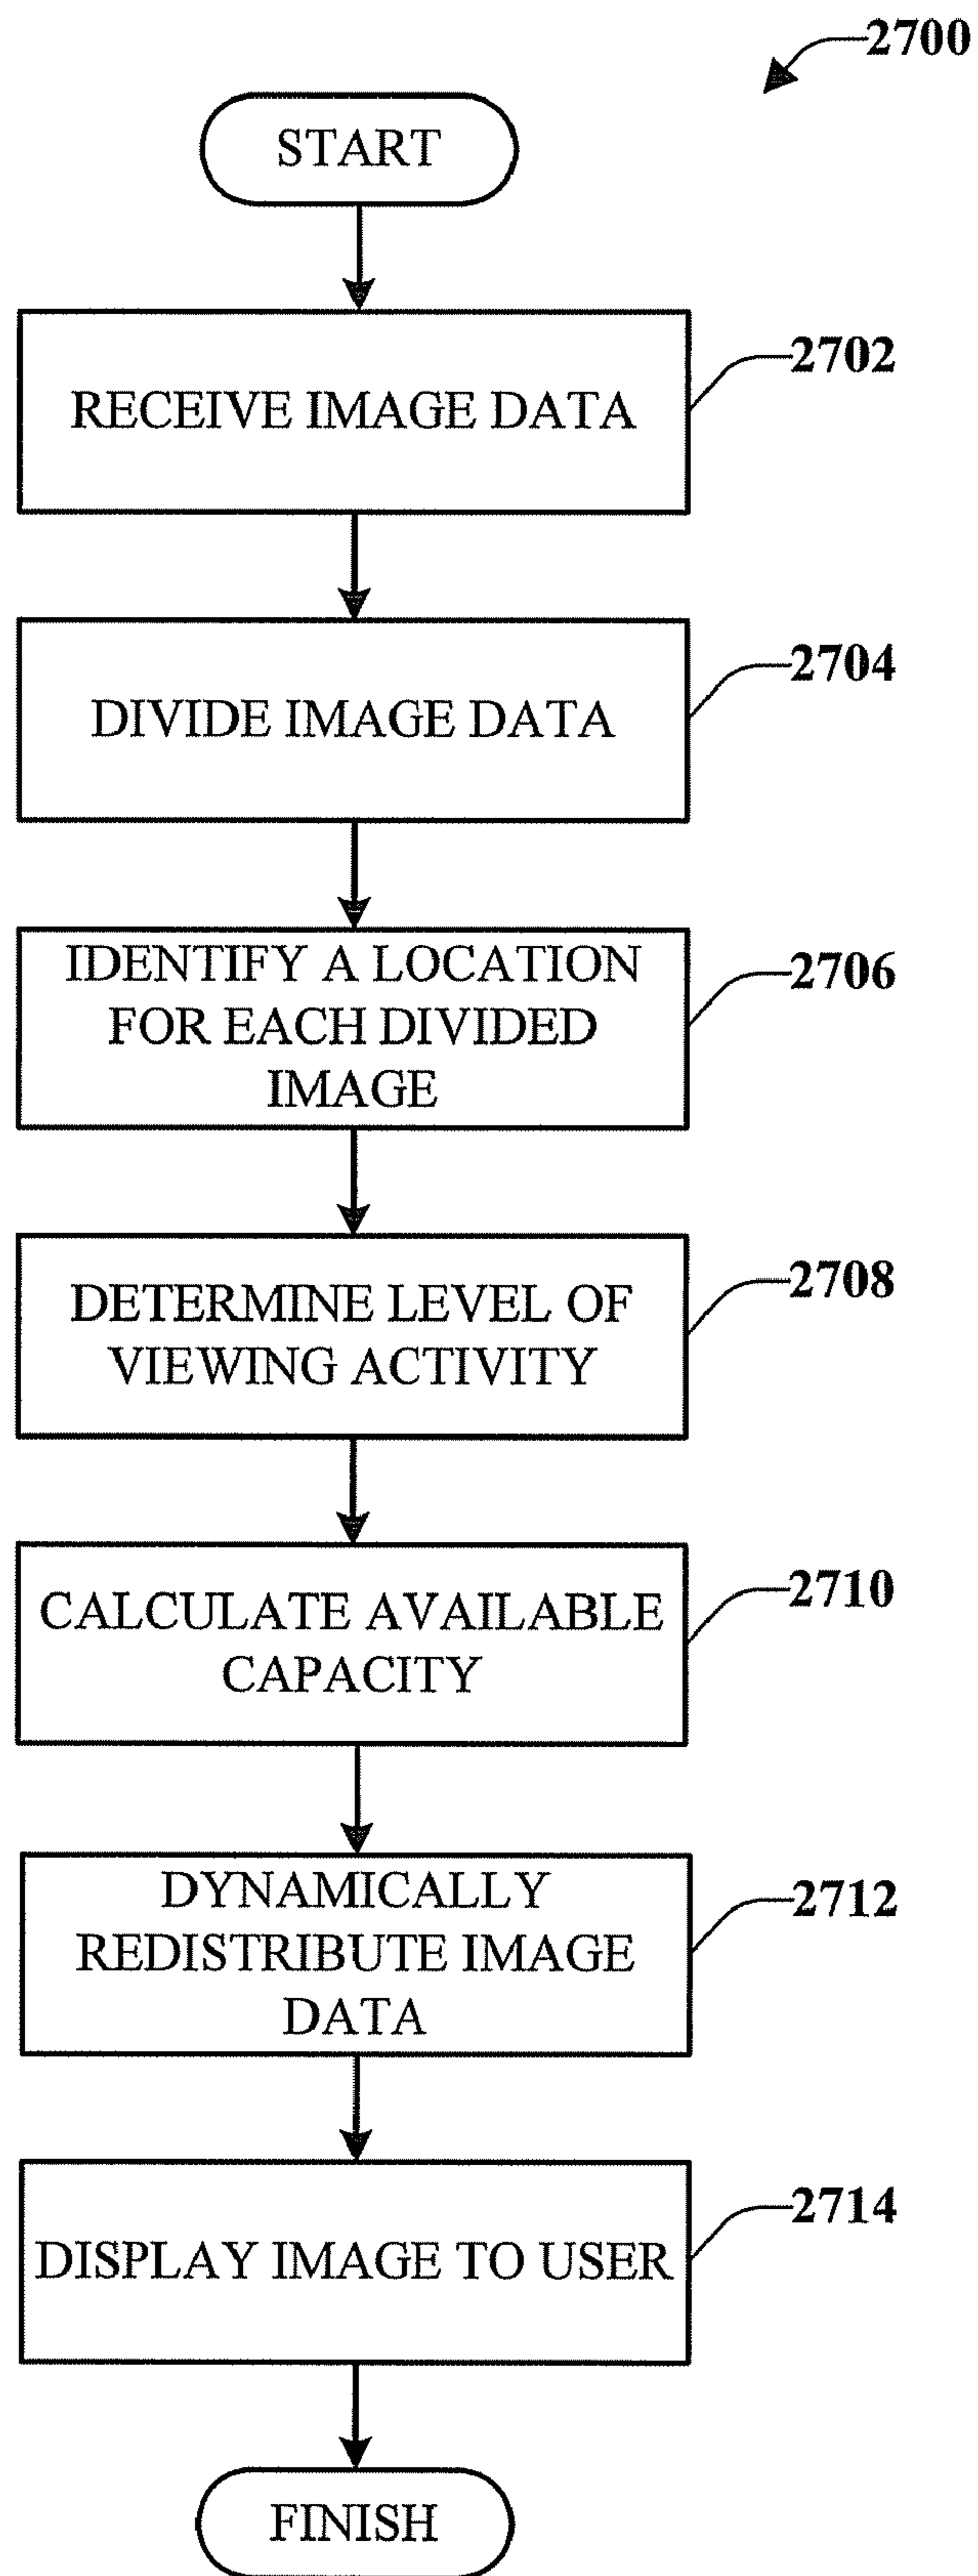 2700
START
RECEIVE IMAGE DATA
2702
DIVIDE IMAGE DATA
2704
IDENTIFY A LOCATION
FOR EACH DIVIDED
IMAGE
2706
DETERMINE LEVEL OF
VIEWING ACTIVITY
2708
CALCULATE AVAILABLE
CAPACITY
2710
DYNAMICALLY
REDISTRIBUTE IMAGE
DATA
2712
DISPLAY IMAGE TO USER
2714
FINISH